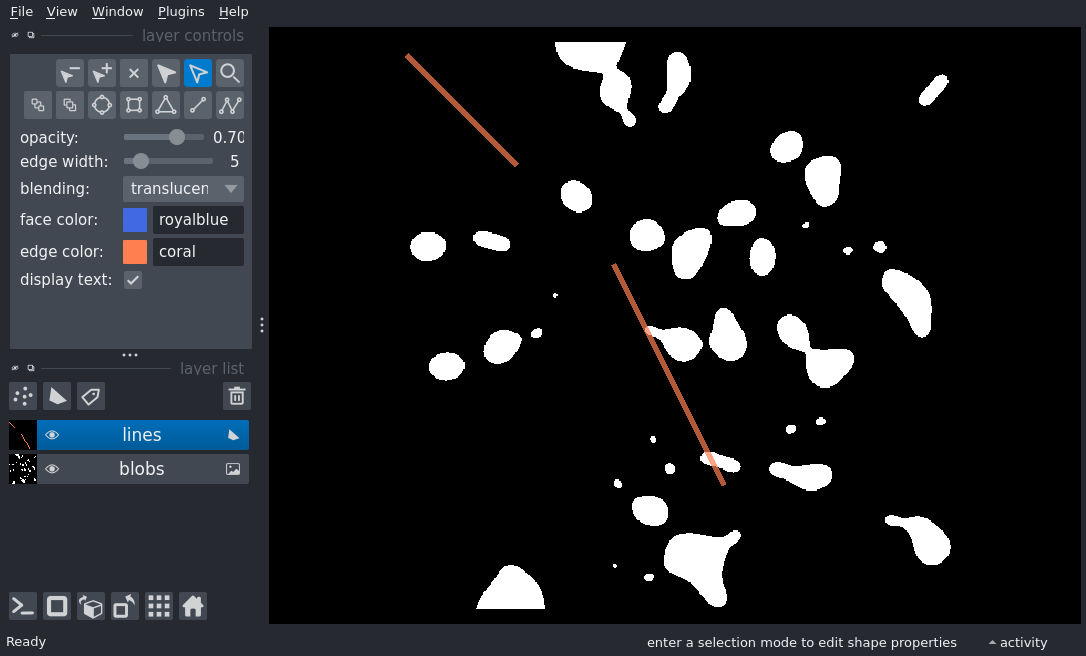 File View Window Plugins Help
layer controls
opacity: 0.70
edge width: 5
blending: translucen
face color: royalblue
edge color: coral
display text:
layer list
lines
blobs
Ready enter a selection mode to edit shape properties activity